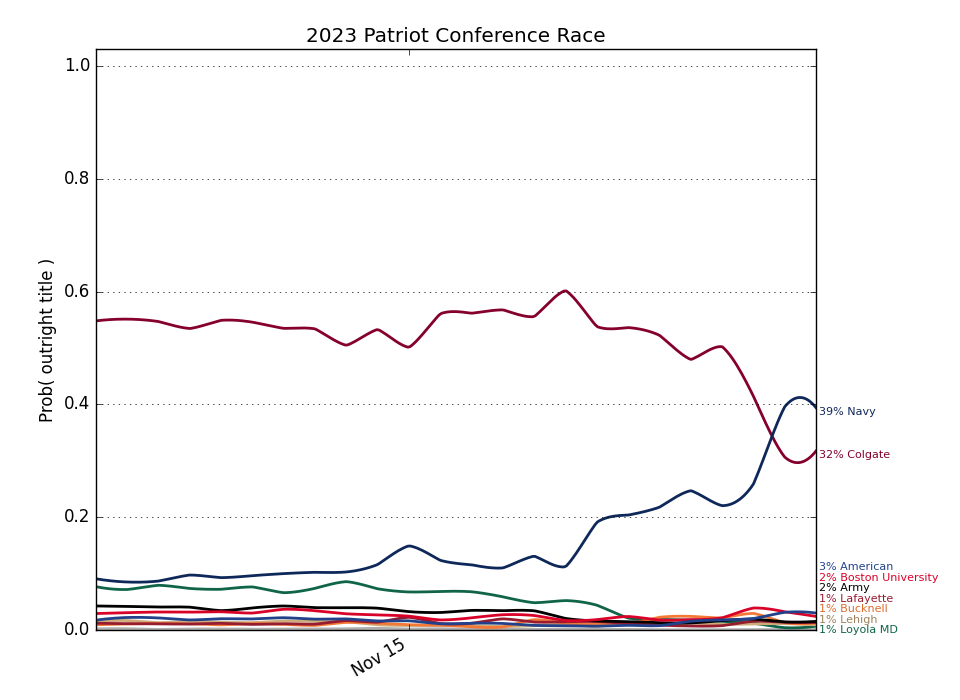 2023 Patriot Conference Race
Prob( outright title )
1.0
0.8
0.6
0.4
0.2
0.0
Nov 15
39% Navy
32% Colgate
3% American
2% Boston University
2% Army
1% Lafayette
1% Bucknell
1% Lehigh
1% Loyola MD